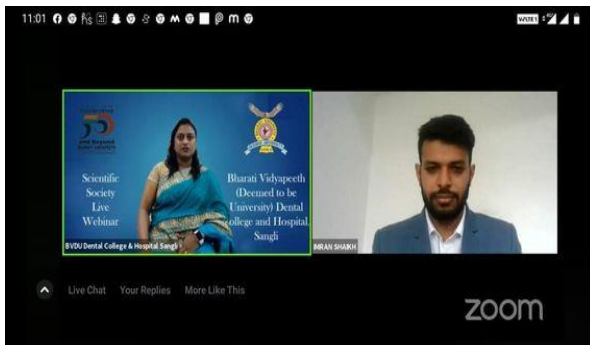 11:01
Scientific
Society
Live
Webinar
Bharati Vidyapeeth
(Deemed to be
University) Dental
College and Hospital,
Sangli
BVDU Dental College & Hospital Sangli
IMRAN SHAIKH
Live Chat Your Replies More Like This
zoom